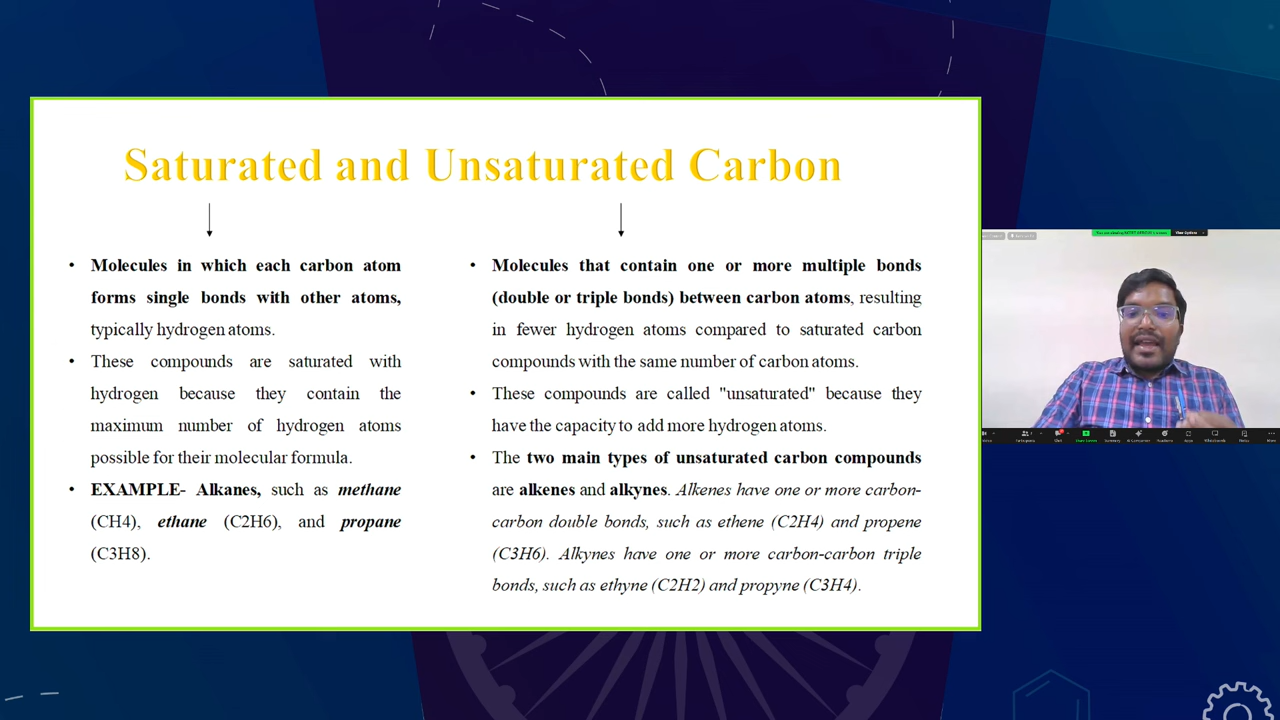 Saturated and Unsaturated Carbon
• Molecules in which each carbon atom
forms single bonds with other atoms,
typically hydrogen atoms.
• These compounds are saturated with
hydrogen because they contain the
maximum number of hydrogen atoms
possible for their molecular formula.
• EXAMPLE- Alkanes, such as methane
(CH4), ethane (C2H6), and propane
(C3H8).
• Molecules that contain one or more multiple bonds
(double or triple bonds) between carbon atoms, resulting
in fewer hydrogen atoms compared to saturated carbon
compounds with the same number of carbon atoms.
• These compounds are called "unsaturated" because they
have the capacity to add more hydrogen atoms.
• The two main types of unsaturated carbon compounds
are alkenes and alkynes. Alkenes have one or more carbon-
carbon double bonds, such as ethene (C2H4) and propene
(C3H6). Alkynes have one or more carbon-carbon triple
bonds, such as ethyne (C2H2) and propyne (C3H4).
View Options